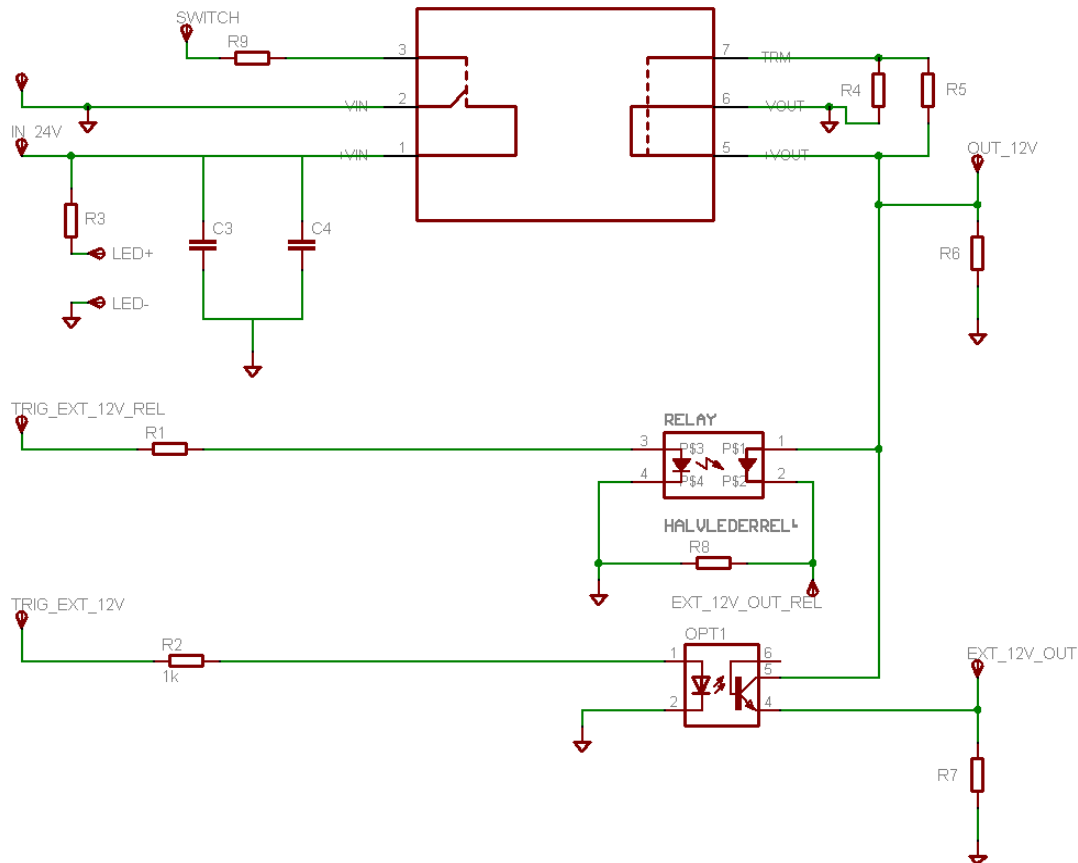 SWITCH
R9
3
7
TRM
R4
R5
VIN
2
6
-VOUT
IN_24V
+VIN
1
5
+VOUT
OUT_12V
R3
C3
C4
R6
LED+
LED-
TRIG_EXT_12V_REL
R1
RELAY
3
P$3
P$1
1
4
P$4
P$2
2
HALVLEDERREL
R8
TRIG_EXT_12V
EXT_12V_OUT_REL
R2
1k
OPT1
1
6
5
EXT_12V_OUT
2
4
R7